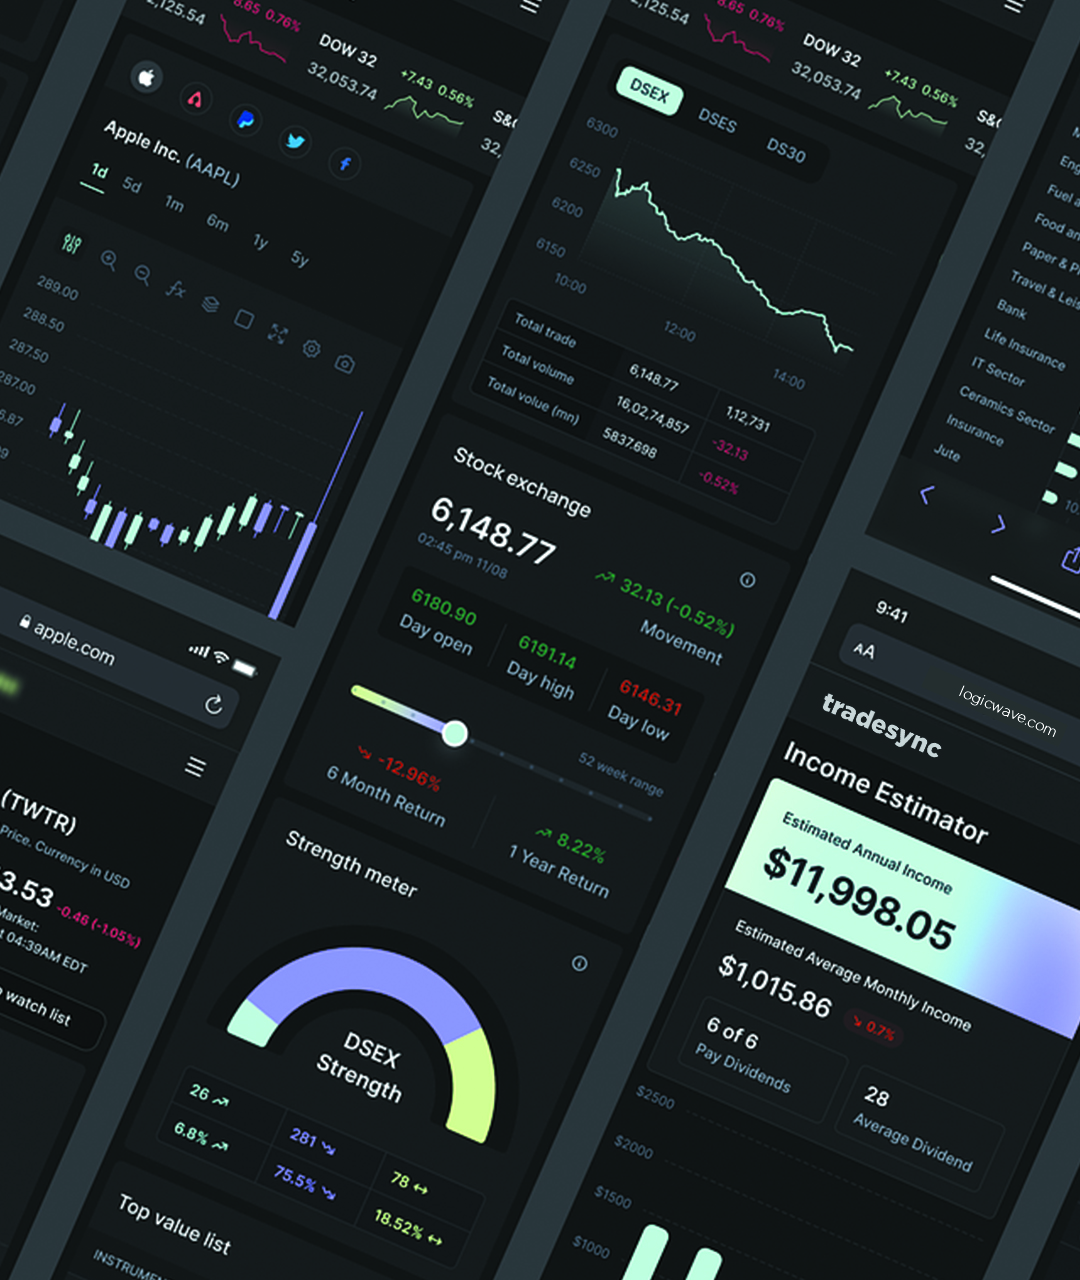 2,125.54
8.65 0.76%
DOW 32
32,053.74
+7.43 0.56%
S&
32,
Apple Inc. (AAPL)
1d 5d 1m 6m 1y 5y
289.00
288.50
287.50
287.00
6.87
apple.com
(TWTR)
Price. Currency in USD
3.53 -0.46 (-1.05%)
Market:
t 04:39AM EDT
watch list
2,125.54
8.65 0.76%
DOW 32
32,053.74
+7.43 0.56%
S&
32,
DSEX DSES DS30
6300
6250
6200
6150
10:00 12:00 14:00
Total trade 6,148.77 1,12,731
Total volume 16,02,74,857 -32.13
Total volue (mn) 5837.698 -0.52%
Stock exchange
6,148.77
02:45 pm 11/08
32.13 (-0.52%)
Movement
6180.90 6191.14 6146.31
Day open Day high Day low
52 week range
-12.96% 8.22%
6 Month Return 1 Year Return
Strength meter
DSEX
Strength
26 281 78
6.8% 75.5% 18.52%
Top value list
INSTRUMEN
Eng
Fuel a
Food an
Paper & P
Travel & Leis
Bank
Life Insurance
IT Sector
Ceramics Sector
Insurance
Jute
10
9:41
AA
logicwave.com
tradesync
Income Estimator
Estimated Annual Income
$11,998.05
Estimated Average Monthly Income
$1,015.86 0.7%
6 of 6 28
Pay Dividends Average Dividend
$2500
$2000
$1500
$1000